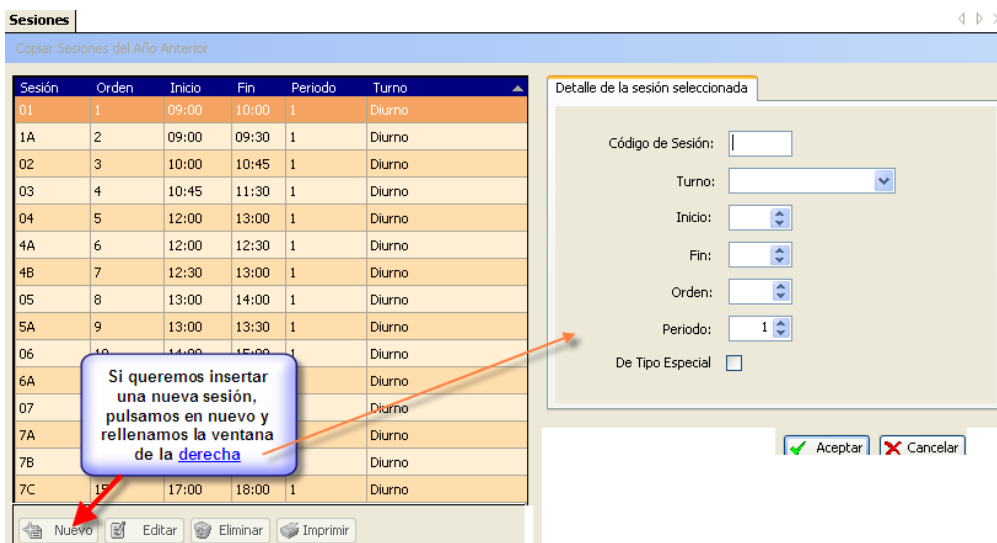 Sesiones
Copiar Sesiones del Año Anterior
Sesión Orden Inicio Fin Periodo Turno
01 1 09:00 10:00 1 Diurno
1A 2 09:00 09:30 1 Diurno
02 3 10:00 10:45 1 Diurno
03 4 10:45 11:30 1 Diurno
04 5 12:00 13:00 1 Diurno
4A 6 12:00 12:30 1 Diurno
4B 7 12:30 13:00 1 Diurno
05 8 13:00 14:00 1 Diurno
5A 9 13:00 13:30 1 Diurno
06 10 14:00 15:00 1 Diurno
6A Diurno
07 Diurno
7A Diurno
7B Diurno
7C 15 17:00 18:00 1 Diurno
Si queremos insertar
una nueva sesión,
pulsamos en nuevo y
rellenamos la ventana
de la derecha
Nuevo Editar Eliminar Imprimir
Detalle de la sesión seleccionada
Código de Sesión:
Turno:
Inicio:
Fin:
Orden:
Periodo: 1
De Tipo Especial
Aceptar Cancelar